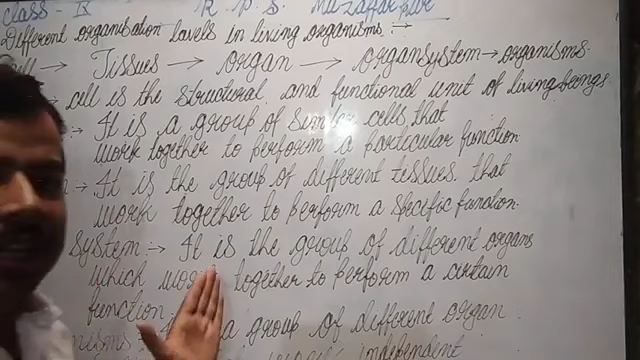 Class - IX R. P. S. Muzaffarpur
Different organisation levels in living organisms :→
Cell → Tissues → organ → organsystem → organisms.
→ cell is the structural and functional unit of living beings
:→ It is a group of similar cells that
work together to perform a particular function.
:→ It is the group of different tissues that
work together to perform a specific function.
System :→ It is the group of different organs
which work together to perform a certain
function
a group of different organ
independent